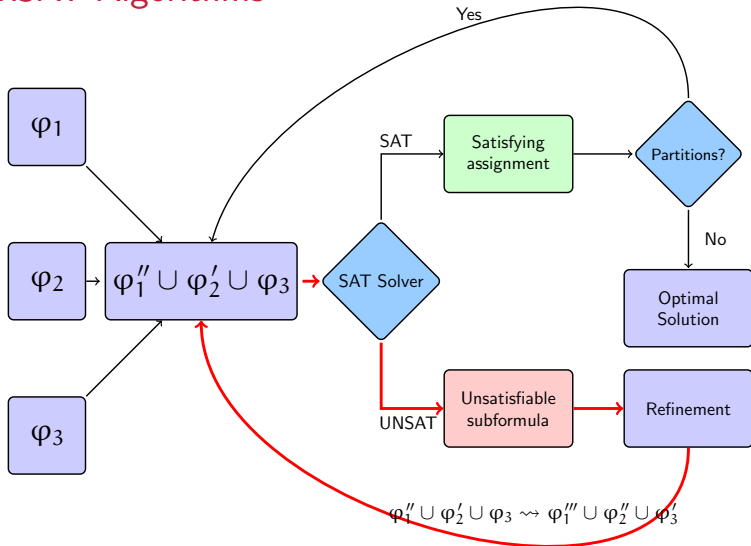 Algorithms
Yes
φ₁
SAT
Satisfying
assignment
Partitions?
No
φ₂
φ₁′′ ∪ φ₂′ ∪ φ₃
SAT Solver
Optimal
Solution
φ₃
UNSAT
Unsatisfiable
subformula
Refinement
φ₁′′ ∪ φ₂′ ∪ φ₃ ⇝ φ₁′′′ ∪ φ₂′′ ∪ φ₃′